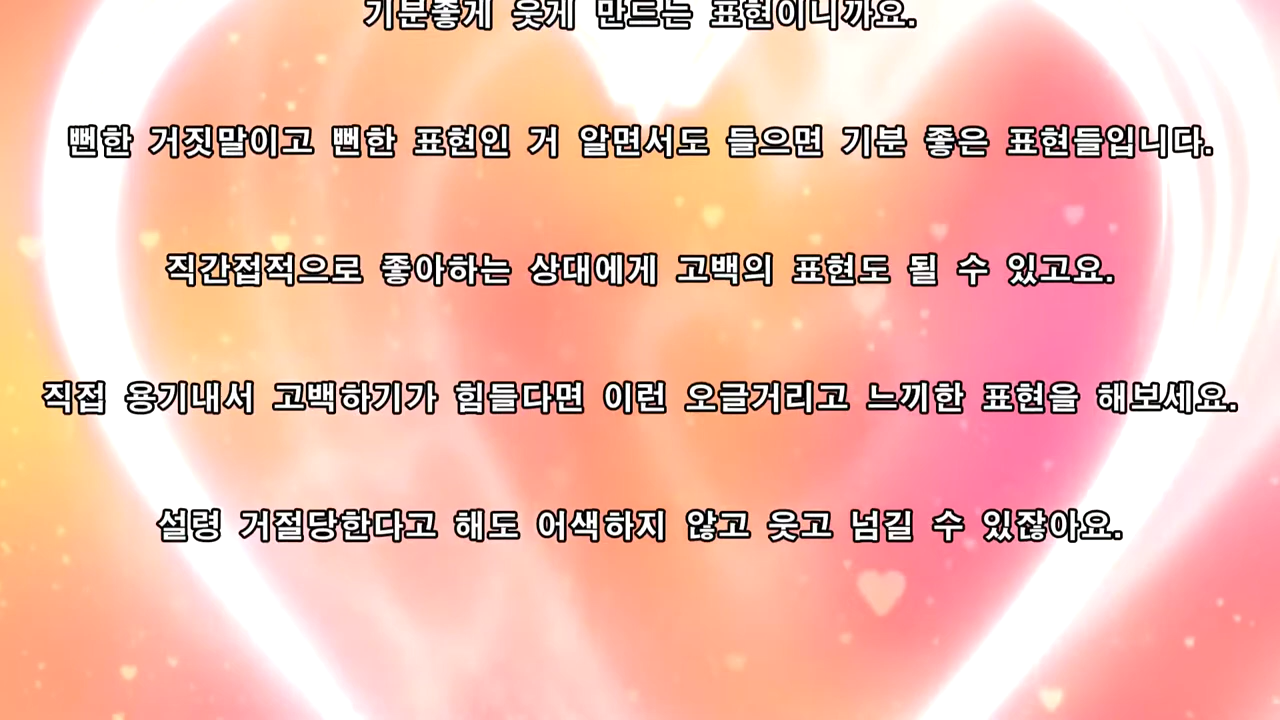 기분좋게 웃게 만드는 표현이니까요.
뻔한 거짓말이고 뻔한 표현인 거 알면서도 들으면 기분 좋은 표현들입니다.
직간접적으로 좋아하는 상대에게 고백의 표현도 될 수 있고요.
직접 용기내서 고백하기가 힘들다면 이런 오글거리고 느끼한 표현을 해보세요.
설령 거절당한다고 해도 어색하지 않고 웃고 넘길 수 있잖아요.